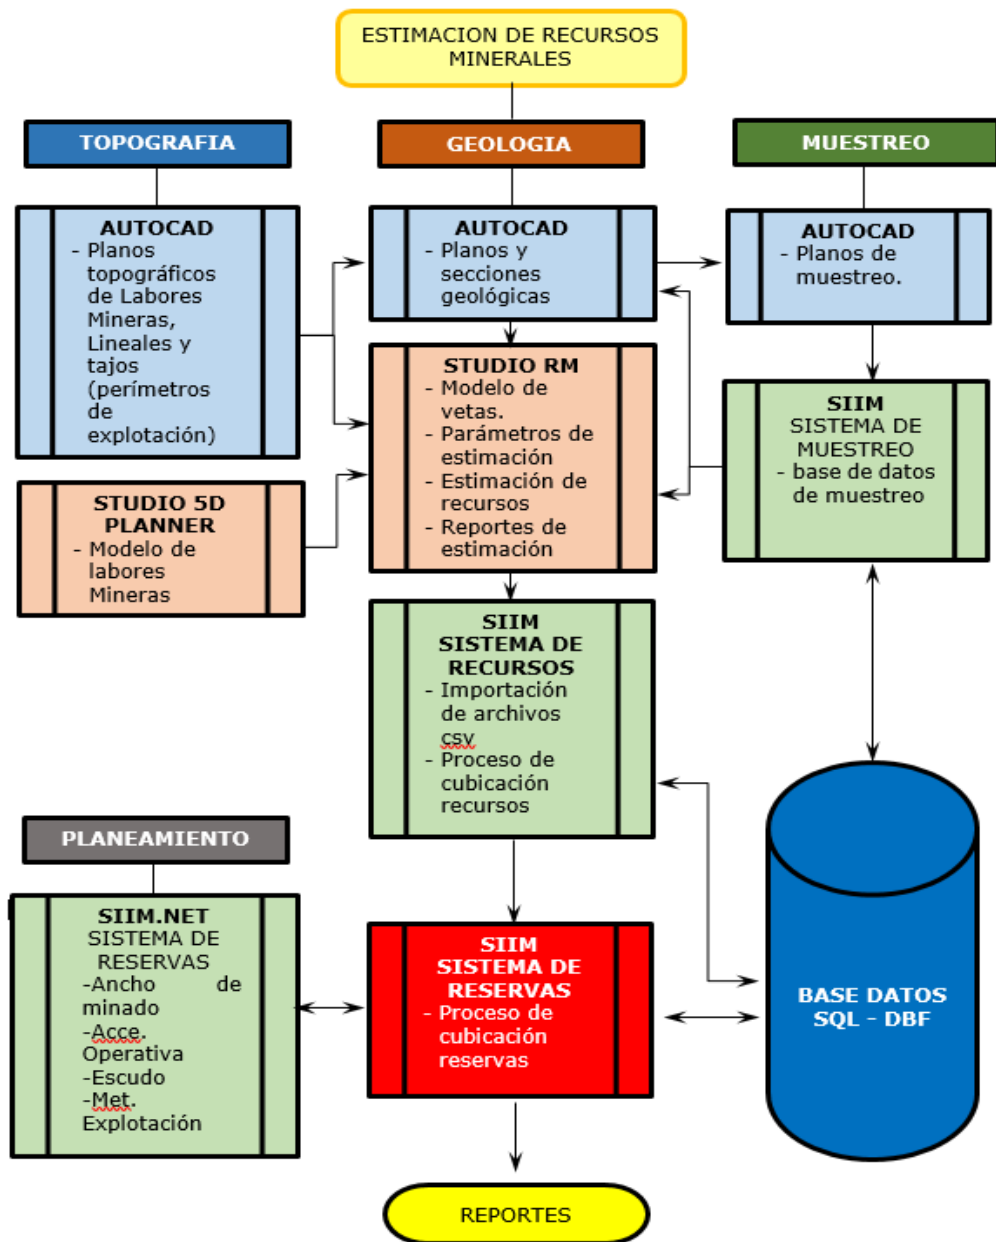 ESTIMACION DE RECURSOS
MINERALES
TOPOGRAFIA
GEOLOGIA
MUESTREO
AUTOCAD
- Planos
topográficos
de Labores
Mineras,
Lineales y
tajos
(perímetros
de
explotación)
AUTOCAD
- Planos y
secciones
geológicas
AUTOCAD
- Planos de
muestreo.
STUDIO RM
- Modelo de
vetas.
- Parámetros de
estimación
- Estimación de
recursos
- Reportes de
estimación
SIIM
SISTEMA DE
MUESTREO
- base de datos
de muestreo
STUDIO 5D
PLANNER
- Modelo de
labores
Mineras
SIIM
SISTEMA DE
RECURSOS
- Importación
de archivos
csv
- Proceso de
cubicación
recursos
PLANEAMIENTO
SIIM.NET
SISTEMA DE
RESERVAS
-Ancho de
minado
-Acce.
Operativa
-Escudo
-Met.
Explotación
SIIM
SISTEMA DE
RESERVAS
- Proceso de
cubicación
reservas
BASE DATOS
SQL - DBF
REPORTES